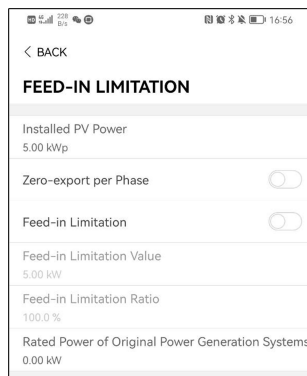 228
B/s
16:56
< BACK
FEED-IN LIMITATION
Installed PV Power
5.00 kWp
Zero-export per Phase
Feed-in Limitation
Feed-in Limitation Value
5.00 kW
Feed-in Limitation Ratio
100.0 %
Rated Power of Original Power Generation Systems
0.00 kW